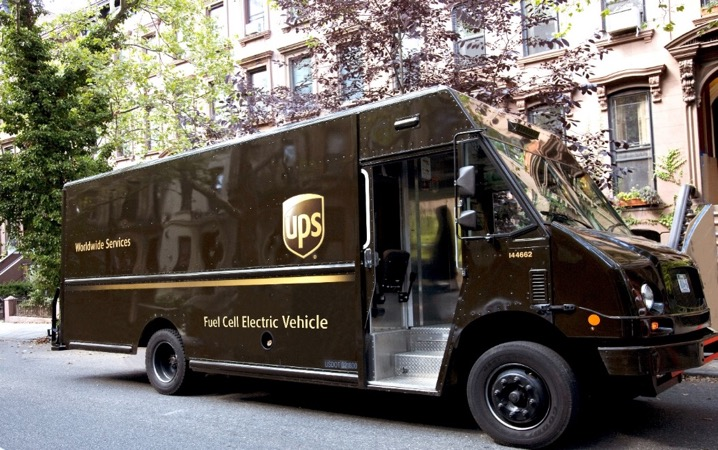 ups
Worldwide Services
144662
Fuel Cell Electric Vehicle